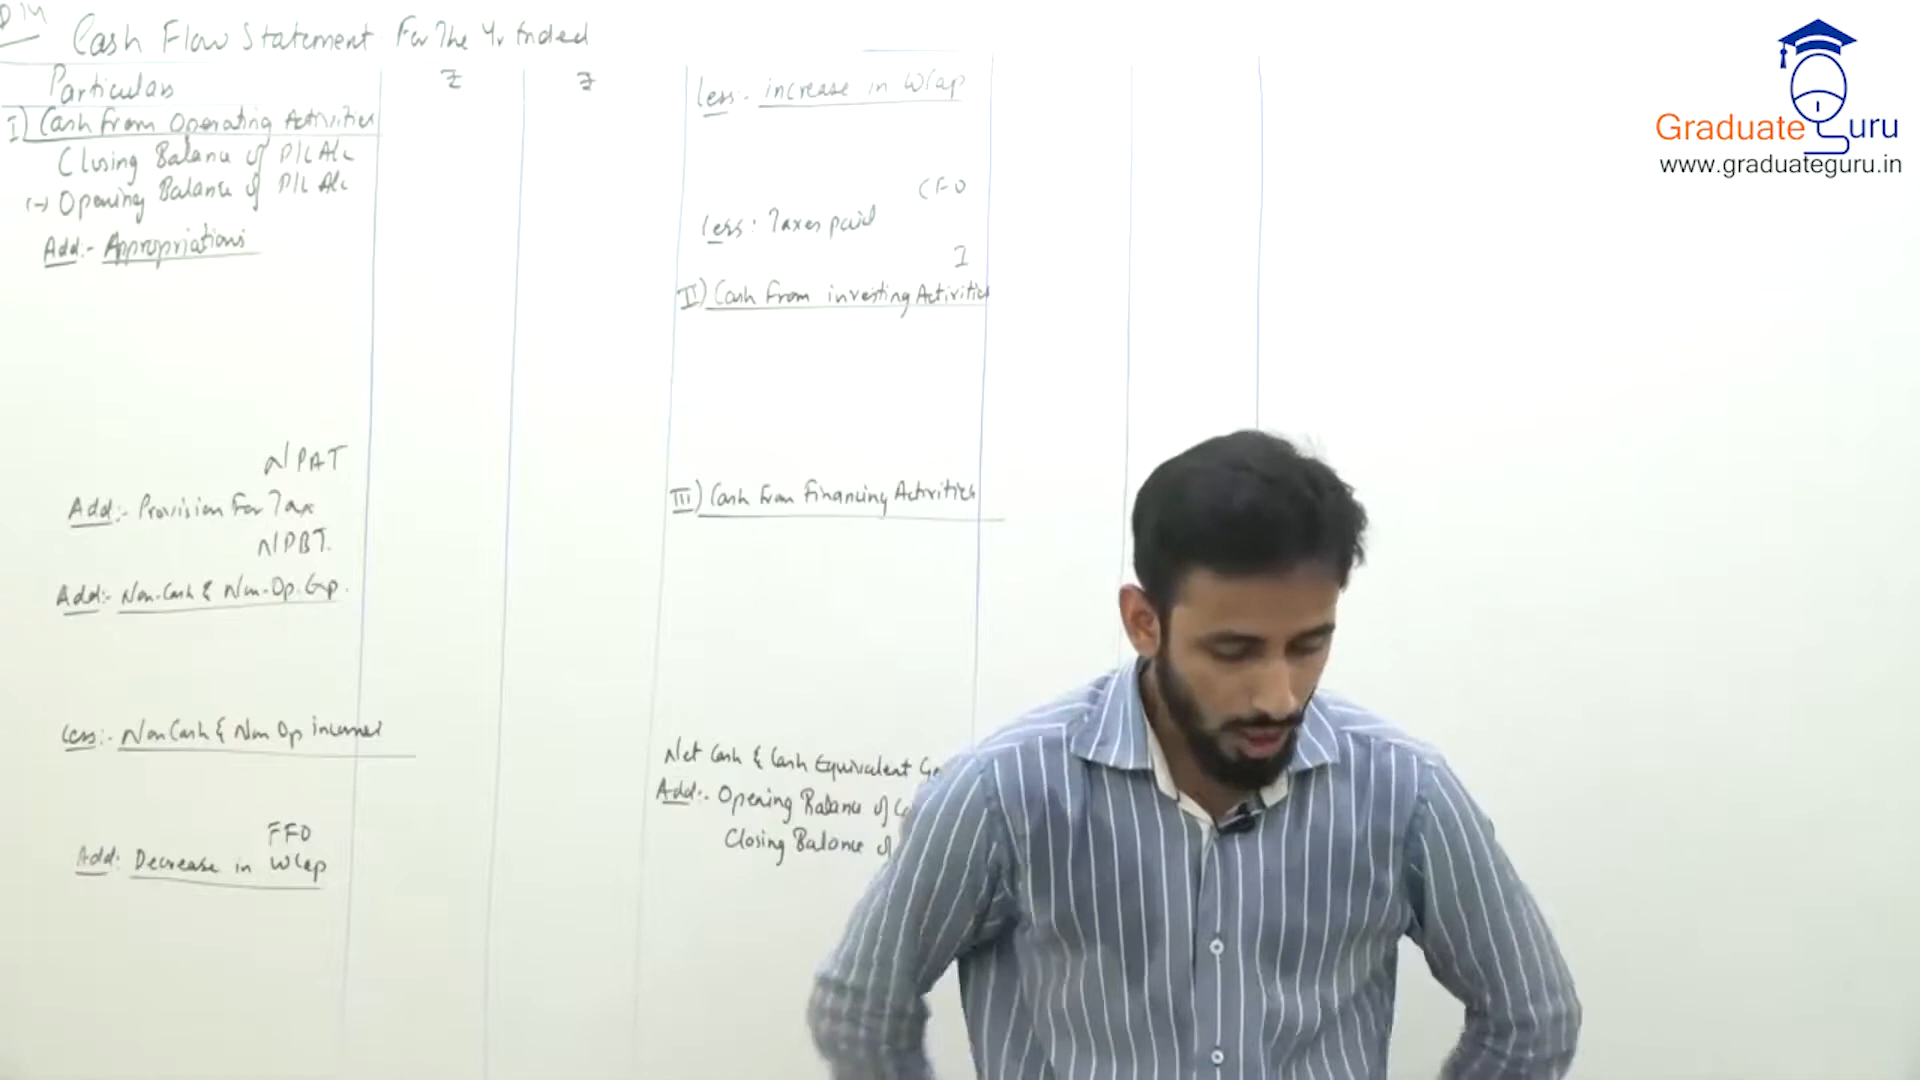 Cash Flow Statement For The Yr Ended
Particulars ₹ ₹
I) Cash from Operating Activities
Closing Balance of P/L A/c
(-) Opening Balance of P/L A/c
Add:- Appropriations
NPAT
Add:- Provision For Tax
NPBT.
Add:- Non-Cash & Non-Op. Exp.
Less:- Non Cash & Non Op incomes
FFO
Add: Decrease in WCap
Less:- increase in WCap
CFO
Less: Taxes paid
I
II) Cash from investing Activities
III) Cash from Financing Activities
Net Cash & Cash Equivalent
Add:- Opening Balance of
Closing Balance of
Graduate Guru
www.graduateguru.in